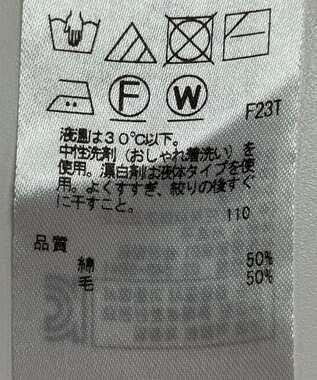 F W
F23T
液温は30℃以下。
中性洗剤（おしゃれ着洗い）を
使用。漂白剤は液体タイプを使
用。よくすすぎ、絞りの後すぐ
に干すこと。
110
品質
綿 50%
毛 50%